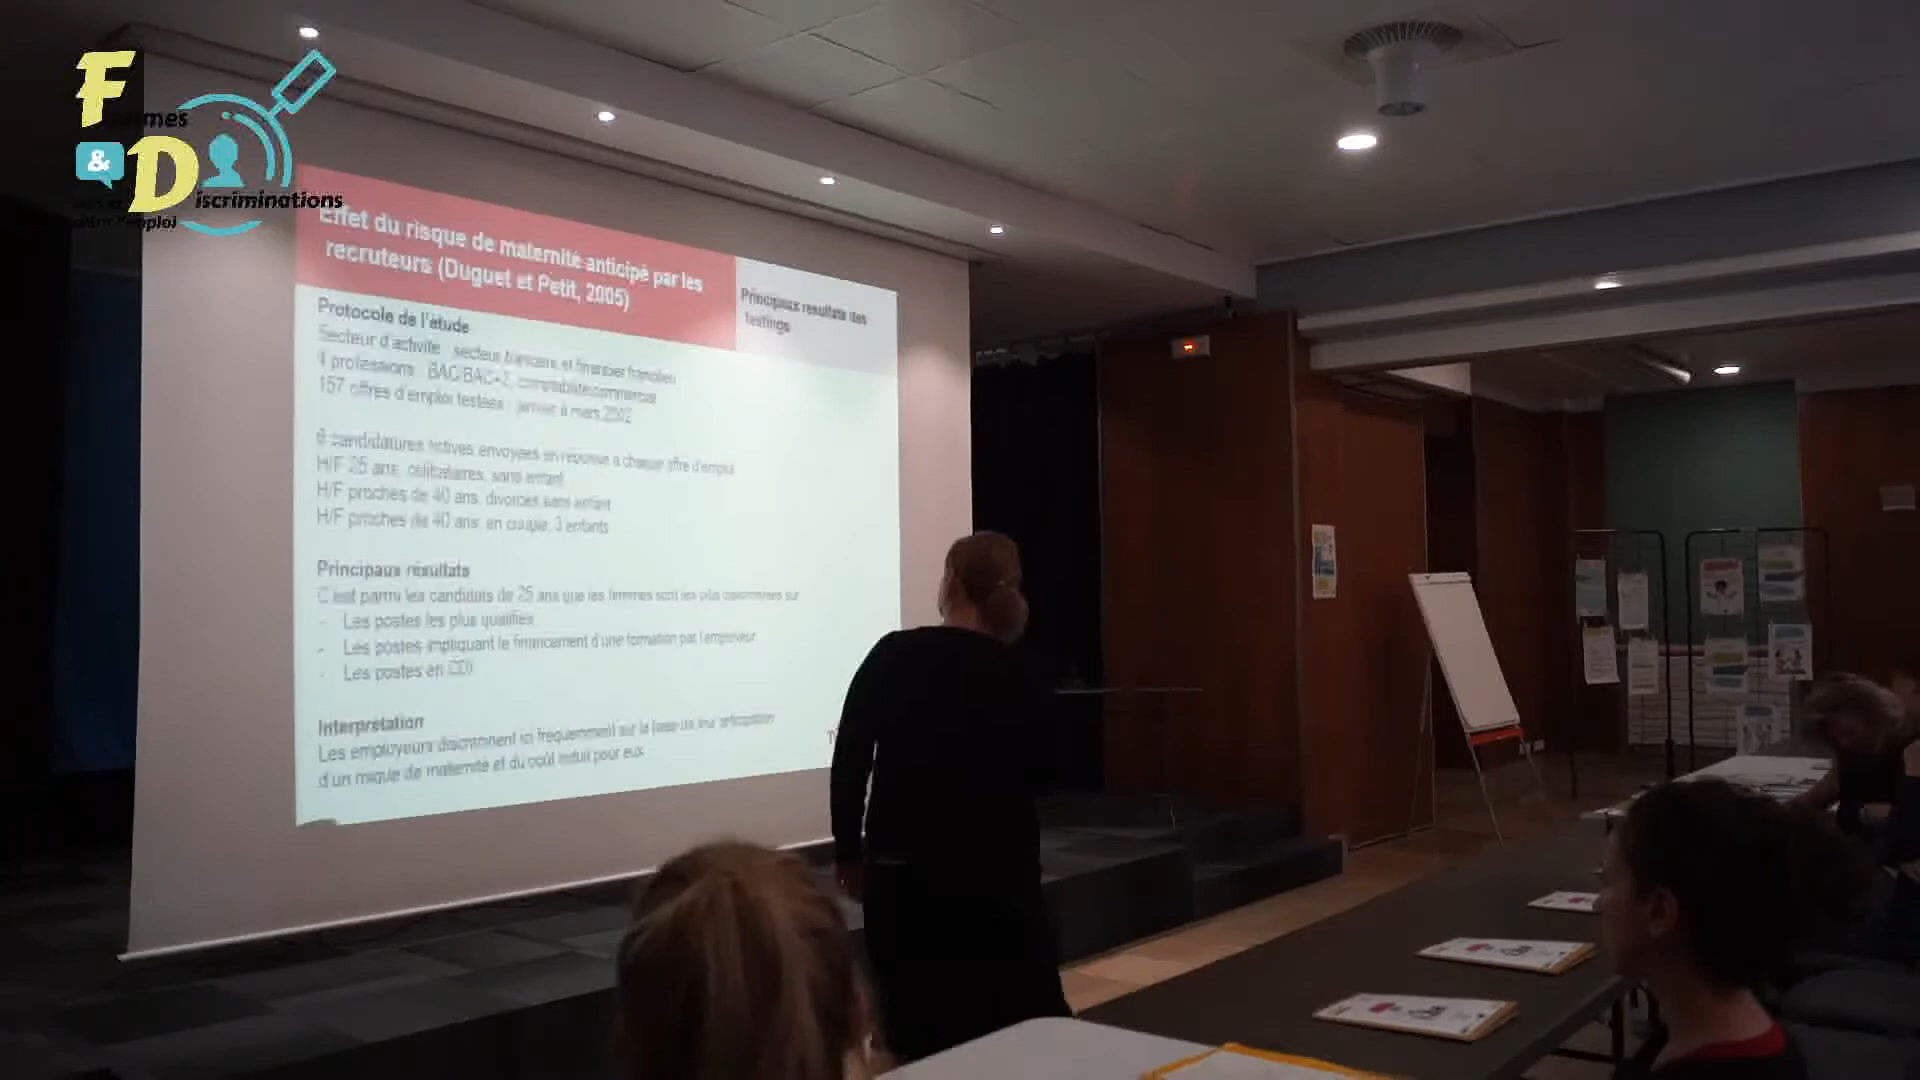 Femmes
& Discriminations
Effet du risque de maternité anticipé par les
recruteurs (Duguet et Petit, 2005)
Principaux résultats des
testings
Protocole de l'étude
Secteur d'activité : secteur bancaire et financier francilien
4 professions : BAC/BAC+2, comptabilité/commercial
157 offres d'emploi testées : janvier à mars 2002
6 candidatures fictives envoyées en réponse à chaque offre d'emploi
H/F 25 ans, célibataires, sans enfant
H/F proches de 40 ans, divorcés sans enfant
H/F proches de 40 ans, en couple, 3 enfants
Principaux résultats
C'est parmi les candidats de 25 ans que les femmes sont les plus discriminées sur
- Les postes les plus qualifiés
- Les postes impliquant le financement d'une formation par l'employeur
- Les postes en CDI
Interprétation
Les employeurs discriminent ici fréquemment sur la base de leur anticipation
d'un risque de maternité et du coût induit pour eux